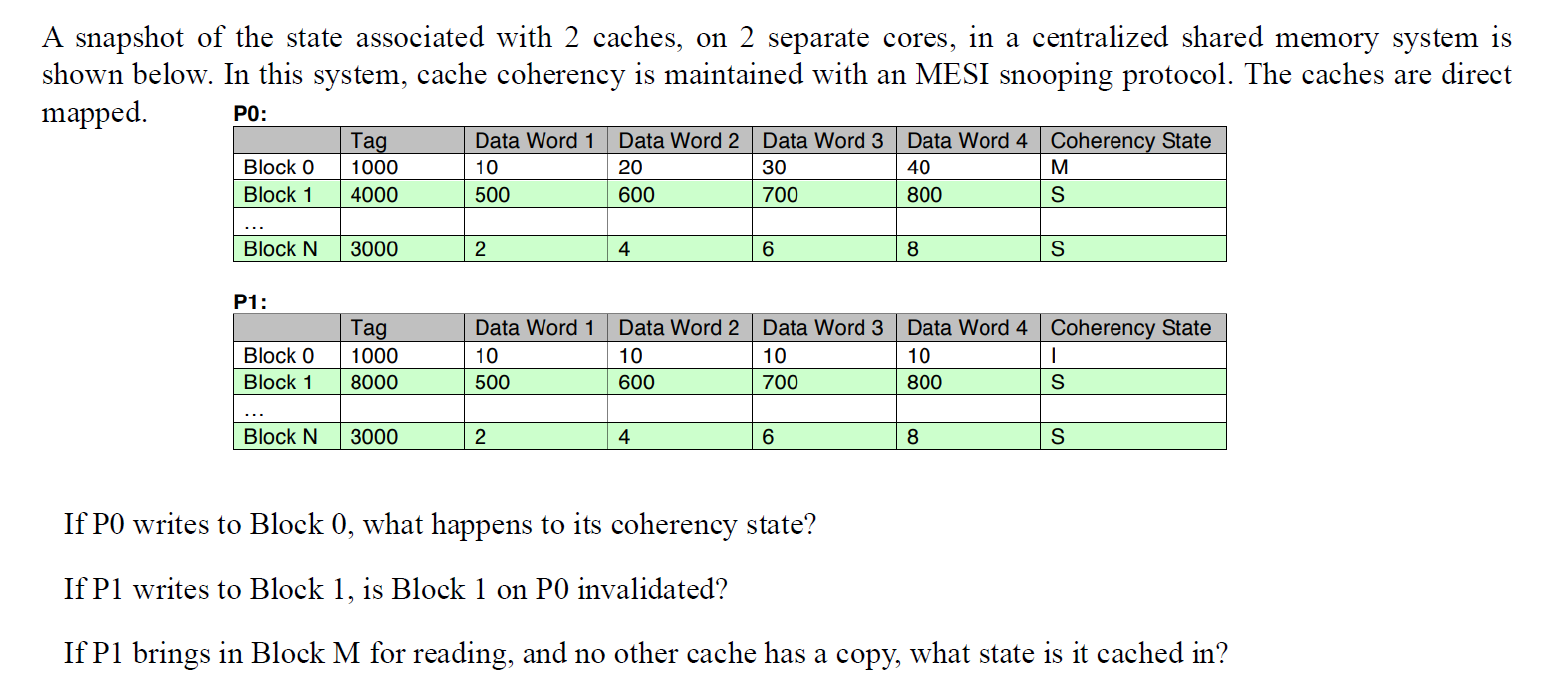 A snapshot of the state associated with 2 caches, on 2 separate cores, in a centralized shared memory system is
shown below. In this system, cache coherency is maintained with an MESI snooping protocol. The caches are direct
mapped.
P0:
Tag Data Word 1 Data Word 2 Data Word 3 Data Word 4 Coherency State
Block 0 1000 10 20 30 40 M
Block 1 4000 500 600 700 800 S
...
Block N 3000 2 4 6 8 S
P1:
Tag Data Word 1 Data Word 2 Data Word 3 Data Word 4 Coherency State
Block 0 1000 10 10 10 10 I
Block 1 8000 500 600 700 800 S
...
Block N 3000 2 4 6 8 S
If P0 writes to Block 0, what happens to its coherency state?
If P1 writes to Block 1, is Block 1 on P0 invalidated?
If P1 brings in Block M for reading, and no other cache has a copy, what state is it cached in?